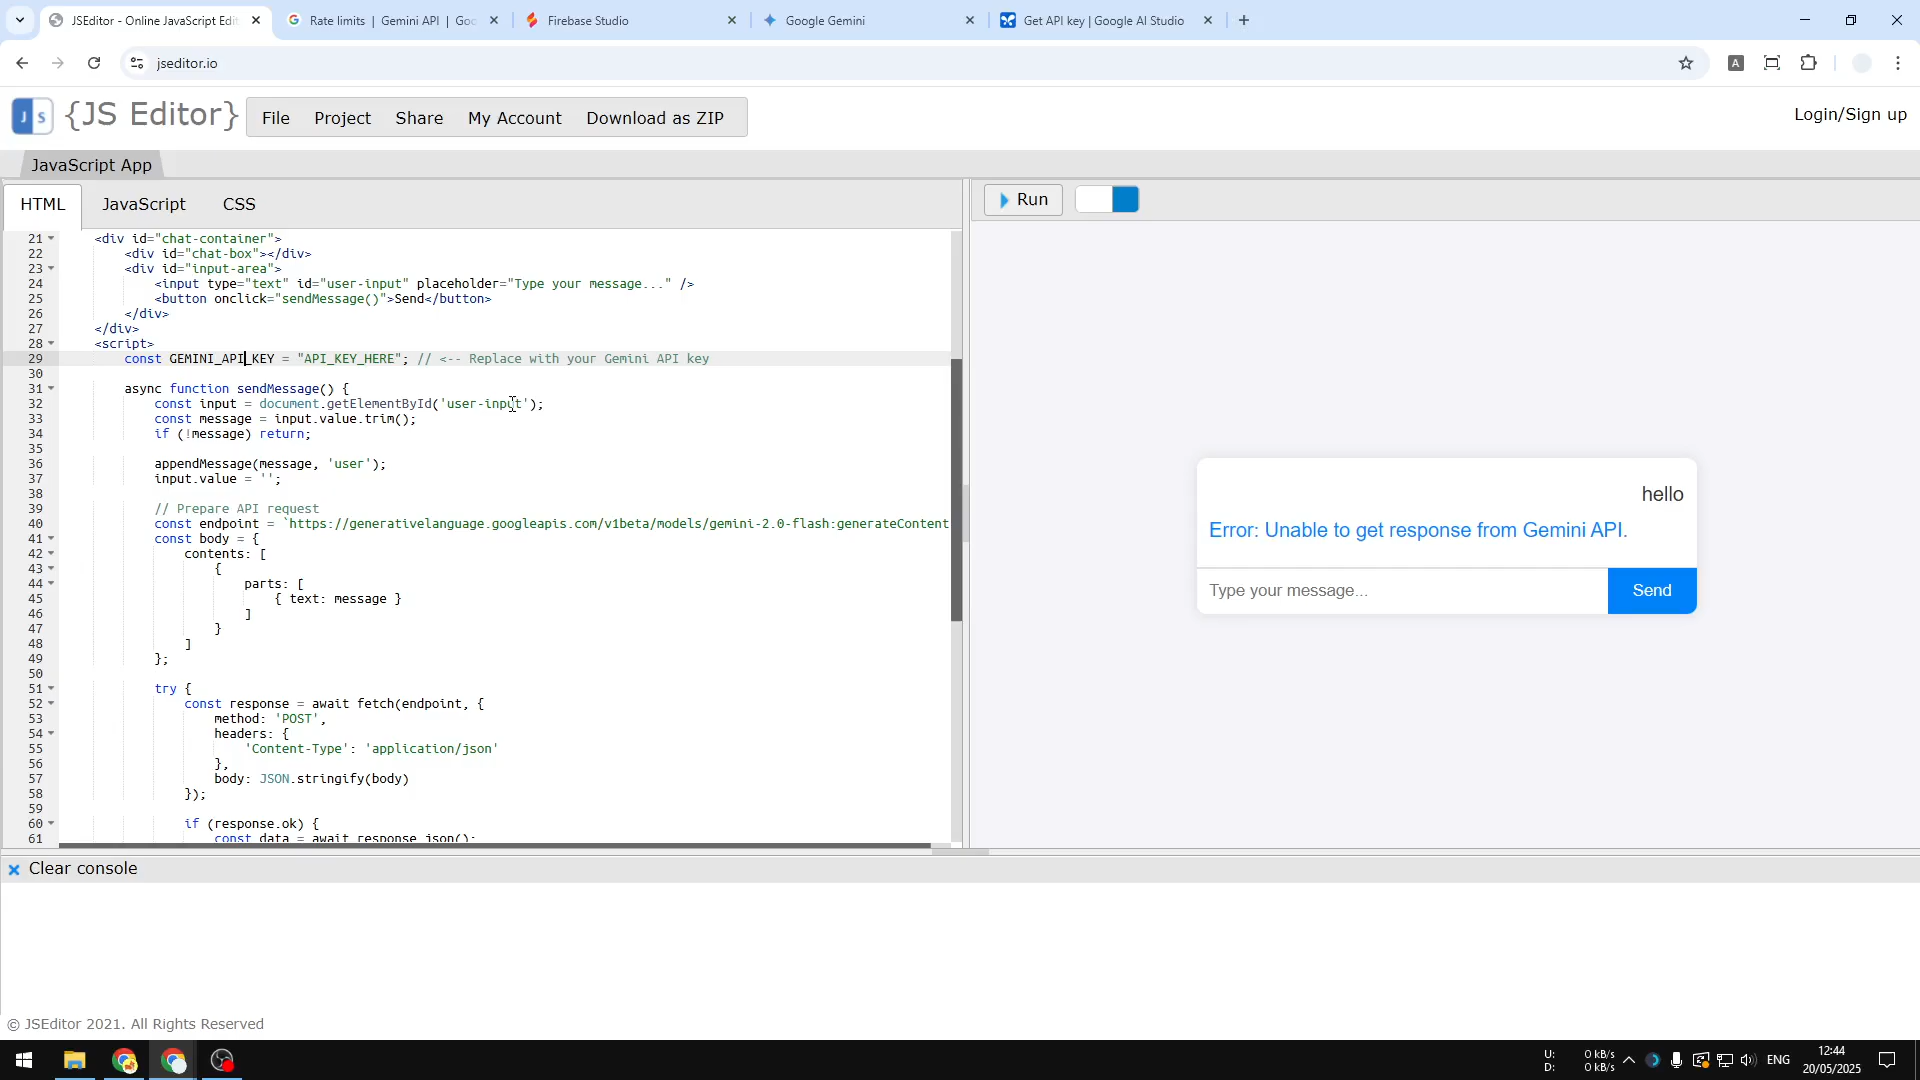 JSEditor - Online JavaScript Edit
Rate limits | Gemini API | Goo
Firebase Studio
Google Gemini
Get API key | Google AI Studio
jseditor.io
A
JS
{JS Editor}
File
Project
Share
My Account
Download as ZIP
Login/Sign up
JavaScript App
HTML
JavaScript
CSS
Run
21 <div id="chat-container">
22 <div id="chat-box"></div>
23 <div id="input-area">
24 <input type="text" id="user-input" placeholder="Type your message..." />
25 <button onclick="sendMessage()">Send</button>
26 </div>
27 </div>
28 <script>
29 const GEMINI_API_KEY = "API_KEY_HERE"; // <-- Replace with your Gemini API key
30
31 async function sendMessage() {
32 const input = document.getElementById('user-input');
33 const message = input.value.trim();
34 if (!message) return;
35
36 appendMessage(message, 'user');
37 input.value = '';
38
39 // Prepare API request
40 const endpoint = `https://generativelanguage.googleapis.com/v1beta/models/gemini-2.0-flash:generateContent
41 const body = {
42 contents: [
43 {
44 parts: [
45 { text: message }
46 ]
47 }
48 ]
49 };
50
51 try {
52 const response = await fetch(endpoint, {
53 method: 'POST',
54 headers: {
55 'Content-Type': 'application/json'
56 },
57 body: JSON.stringify(body)
58 });
59
60 if (response.ok) {
61 const data = await response.json();
hello
Error: Unable to get response from Gemini API.
Type your message...
Send
Clear console
© JSEditor 2021. All Rights Reserved
U: 0 kB/s
D: 0 kB/s
ENG
12:44
20/05/2025